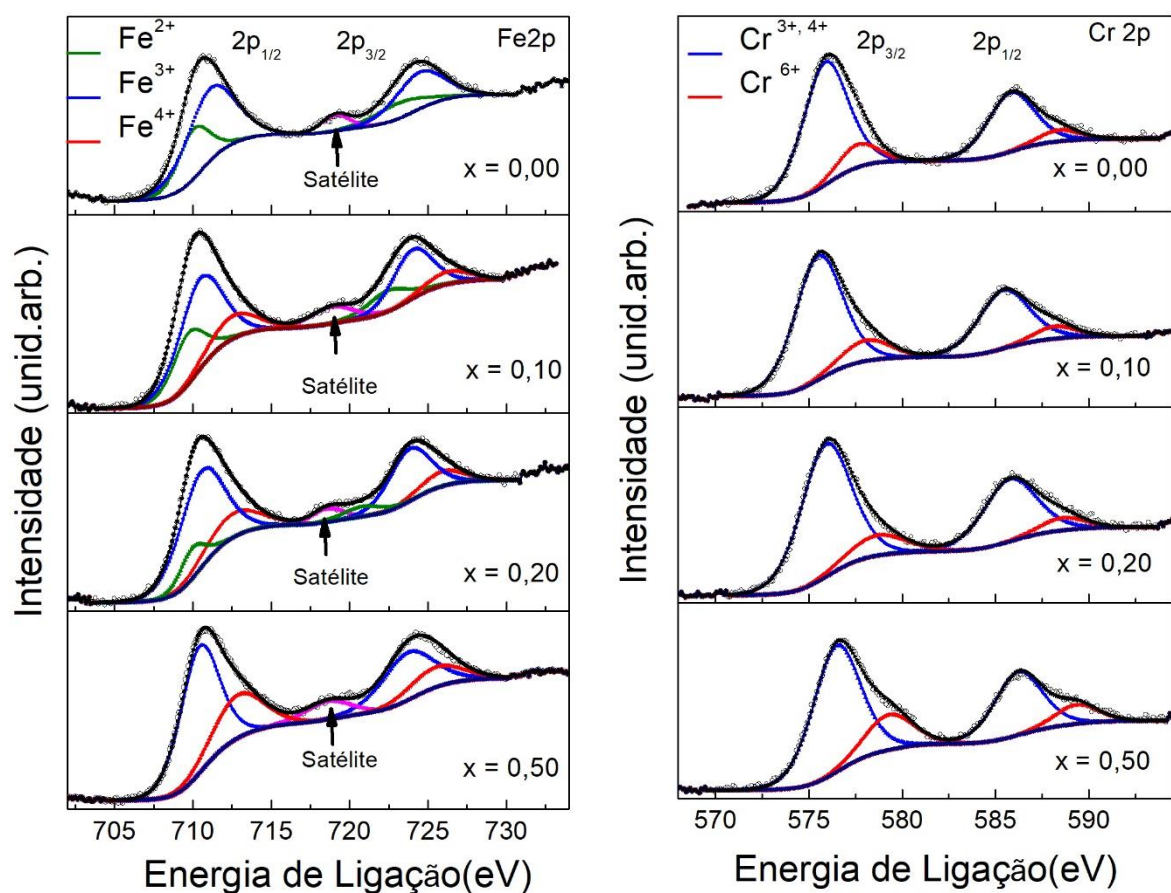 Fe2+ 2p1/2 2p3/2 Fe2p
Fe3+
Fe4+
Satélite
x = 0,00
Satélite
x = 0,10
Satélite
x = 0,20
Satélite
x = 0,50
Intensidade (unid.arb.)
705 710 715 720 725 730
Energia de Ligação(eV)
Cr 3+, 4+ 2p3/2 2p1/2 Cr 2p
Cr 6+
x = 0,00
x = 0,10
x = 0,20
x = 0,50
Intensidade (unid.arb.)
570 575 580 585 590
Energia de Ligação(eV)